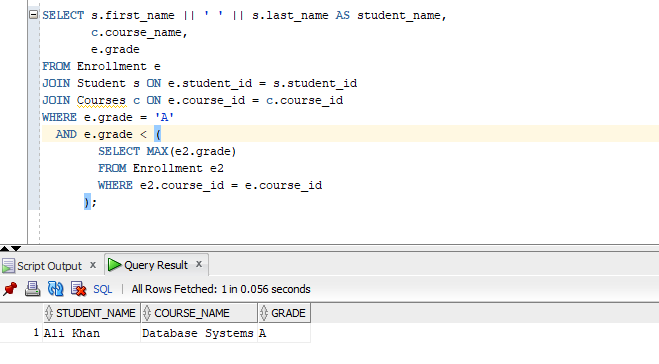 SELECT s.first_name || ' ' || s.last_name AS student_name,
c.course_name,
e.grade
FROM Enrollment e
JOIN Student s ON e.student_id = s.student_id
JOIN Courses c ON e.course_id = c.course_id
WHERE e.grade = 'A'
AND e.grade < (
SELECT MAX(e2.grade)
FROM Enrollment e2
WHERE e2.course_id = e.course_id
);
Script Output x Query Result x
SQL | All Rows Fetched: 1 in 0.056 seconds
STUDENT_NAME COURSE_NAME GRADE
1 Ali Khan Database Systems A